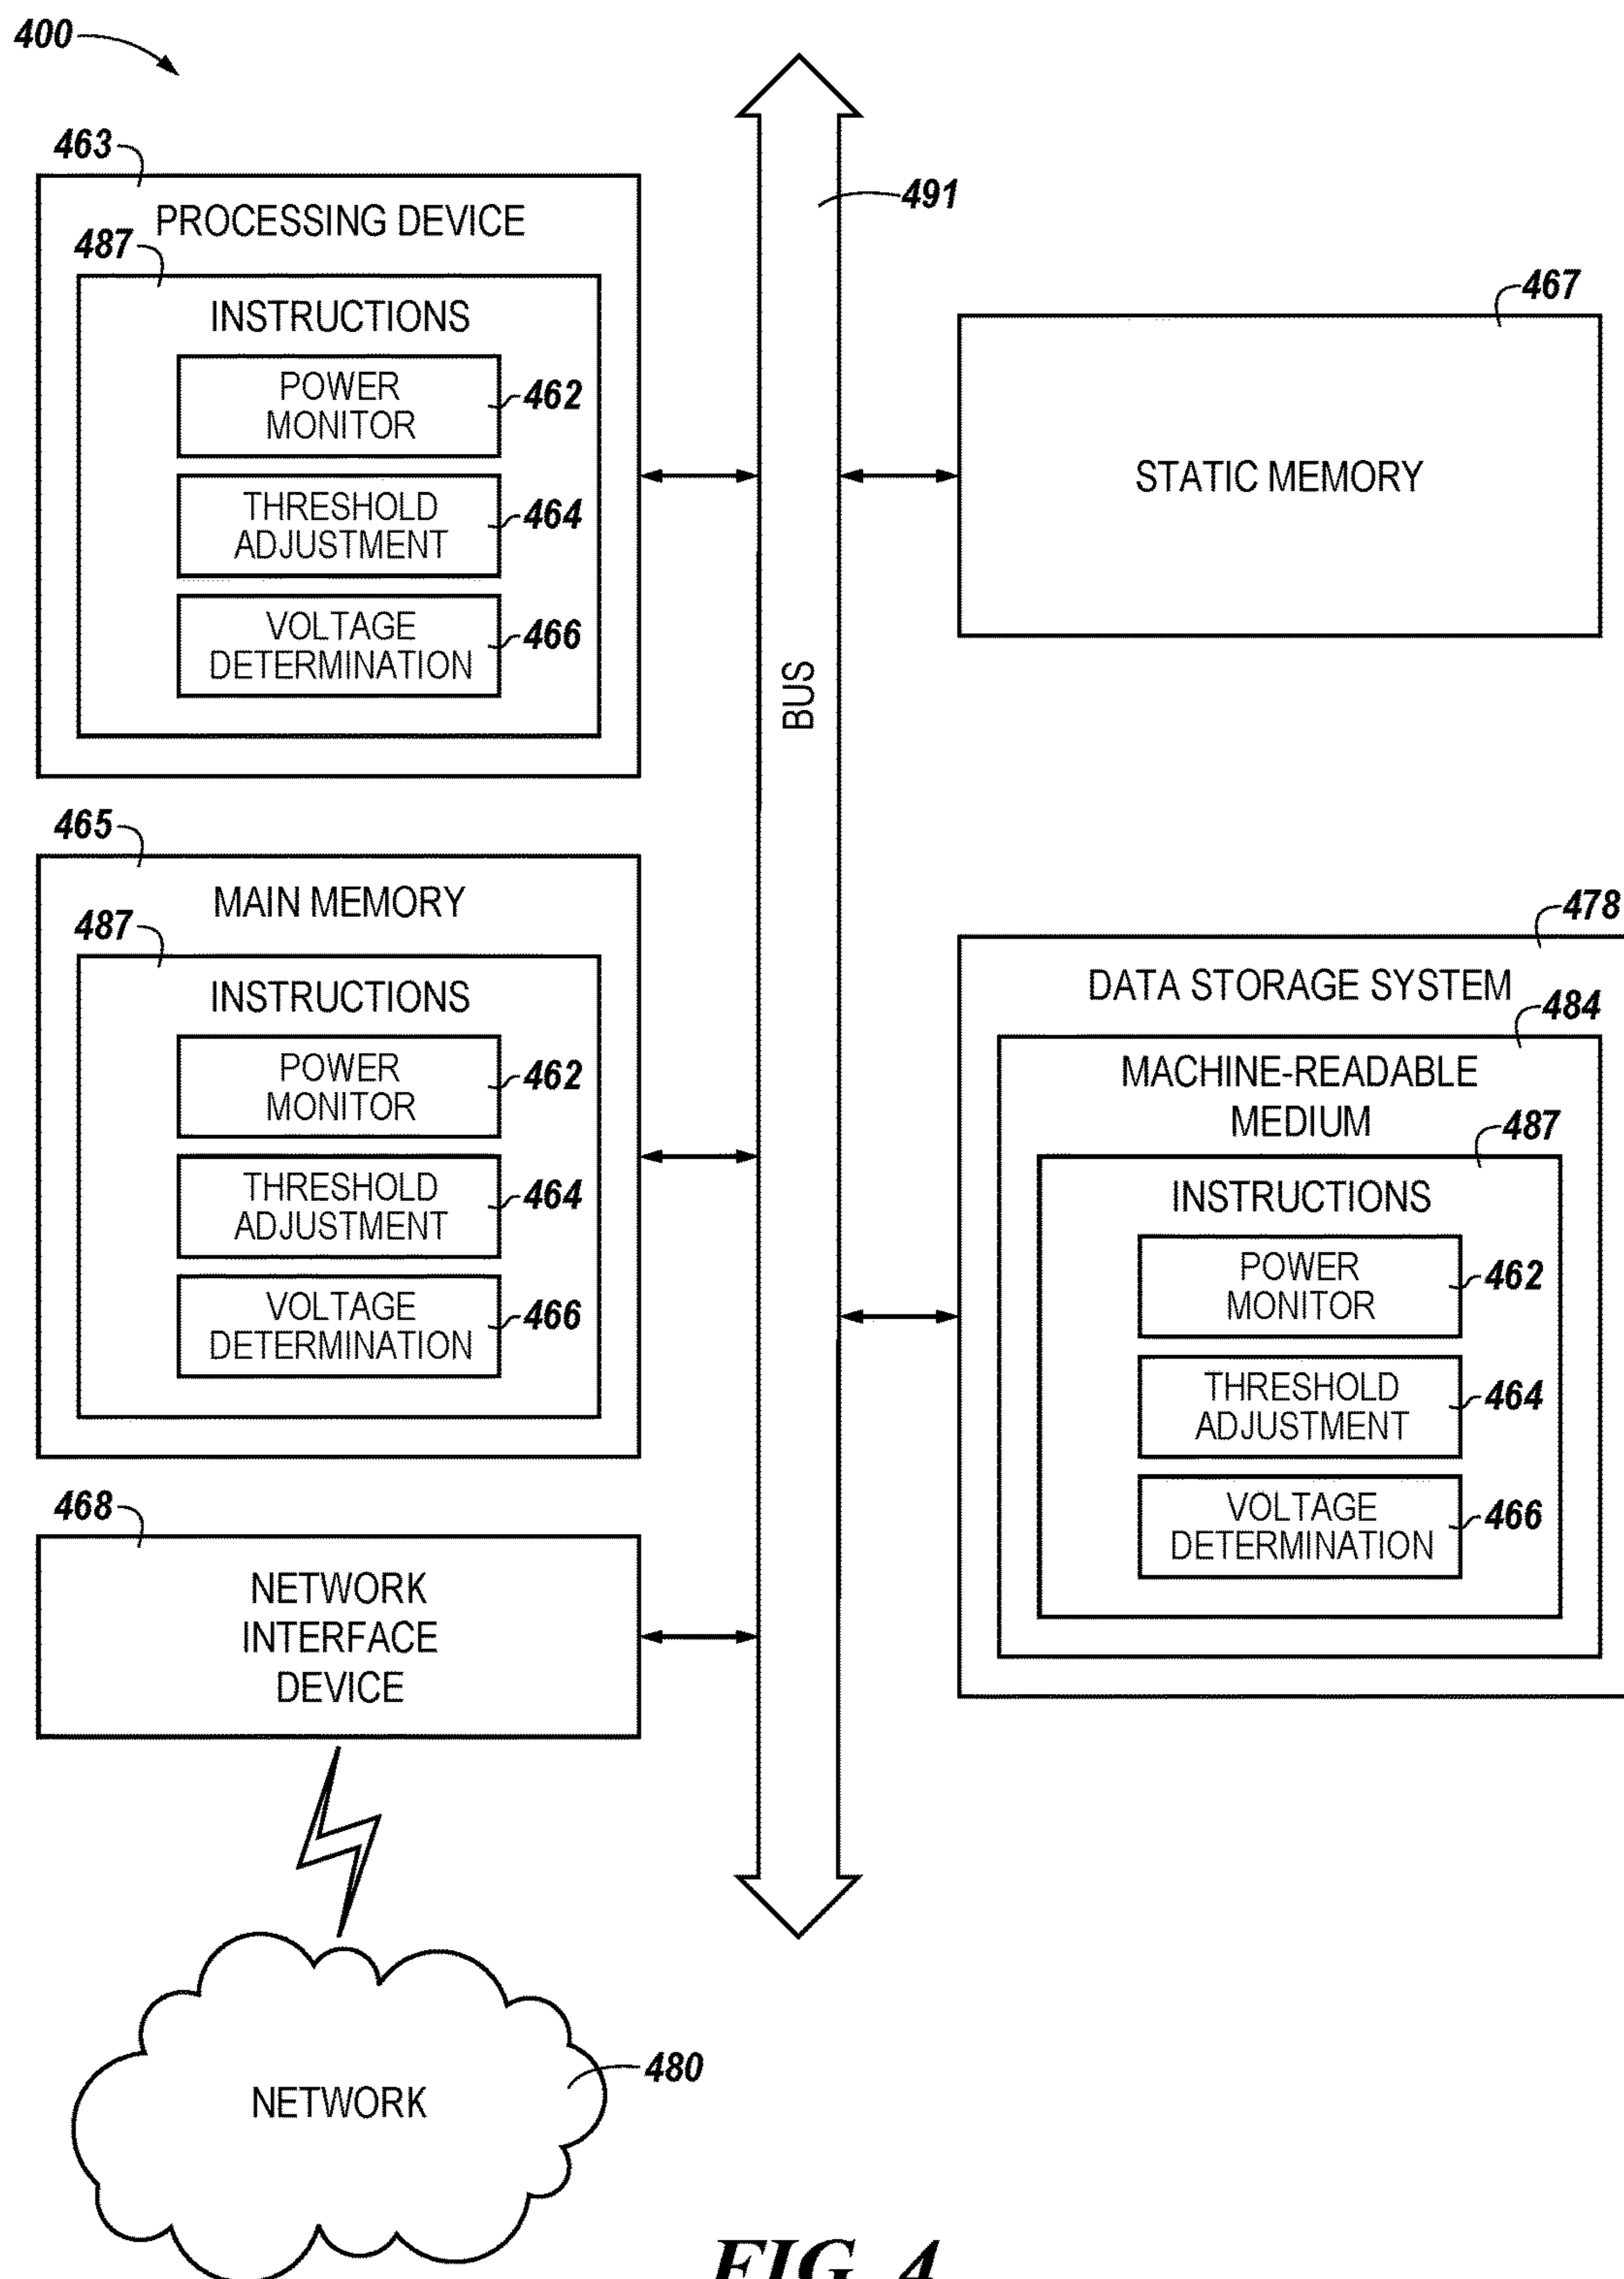 400
463
PROCESSING DEVICE
487
INSTRUCTIONS
POWER
MONITOR
462
THRESHOLD
ADJUSTMENT
464
VOLTAGE
DETERMINATION
466
465
MAIN MEMORY
487
INSTRUCTIONS
POWER
MONITOR
462
THRESHOLD
ADJUSTMENT
464
VOLTAGE
DETERMINATION
466
468
NETWORK
INTERFACE
DEVICE
NETWORK
480
491
BUS
467
STATIC MEMORY
478
DATA STORAGE SYSTEM
484
MACHINE-READABLE
MEDIUM
487
INSTRUCTIONS
POWER
MONITOR
462
THRESHOLD
ADJUSTMENT
464
VOLTAGE
DETERMINATION
466
FIG. 4